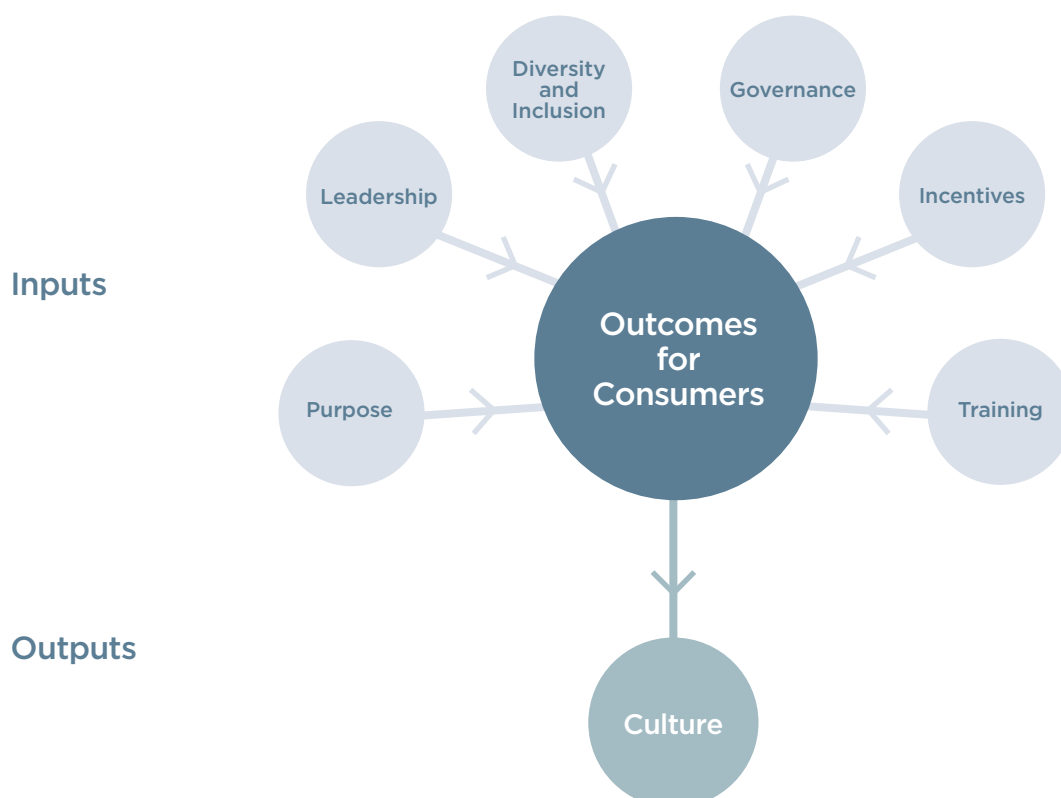 Diversity
and
Inclusion
Governance
Leadership
Incentives
Inputs
Outcomes
for
Consumers
Purpose
Training
Outputs
Culture